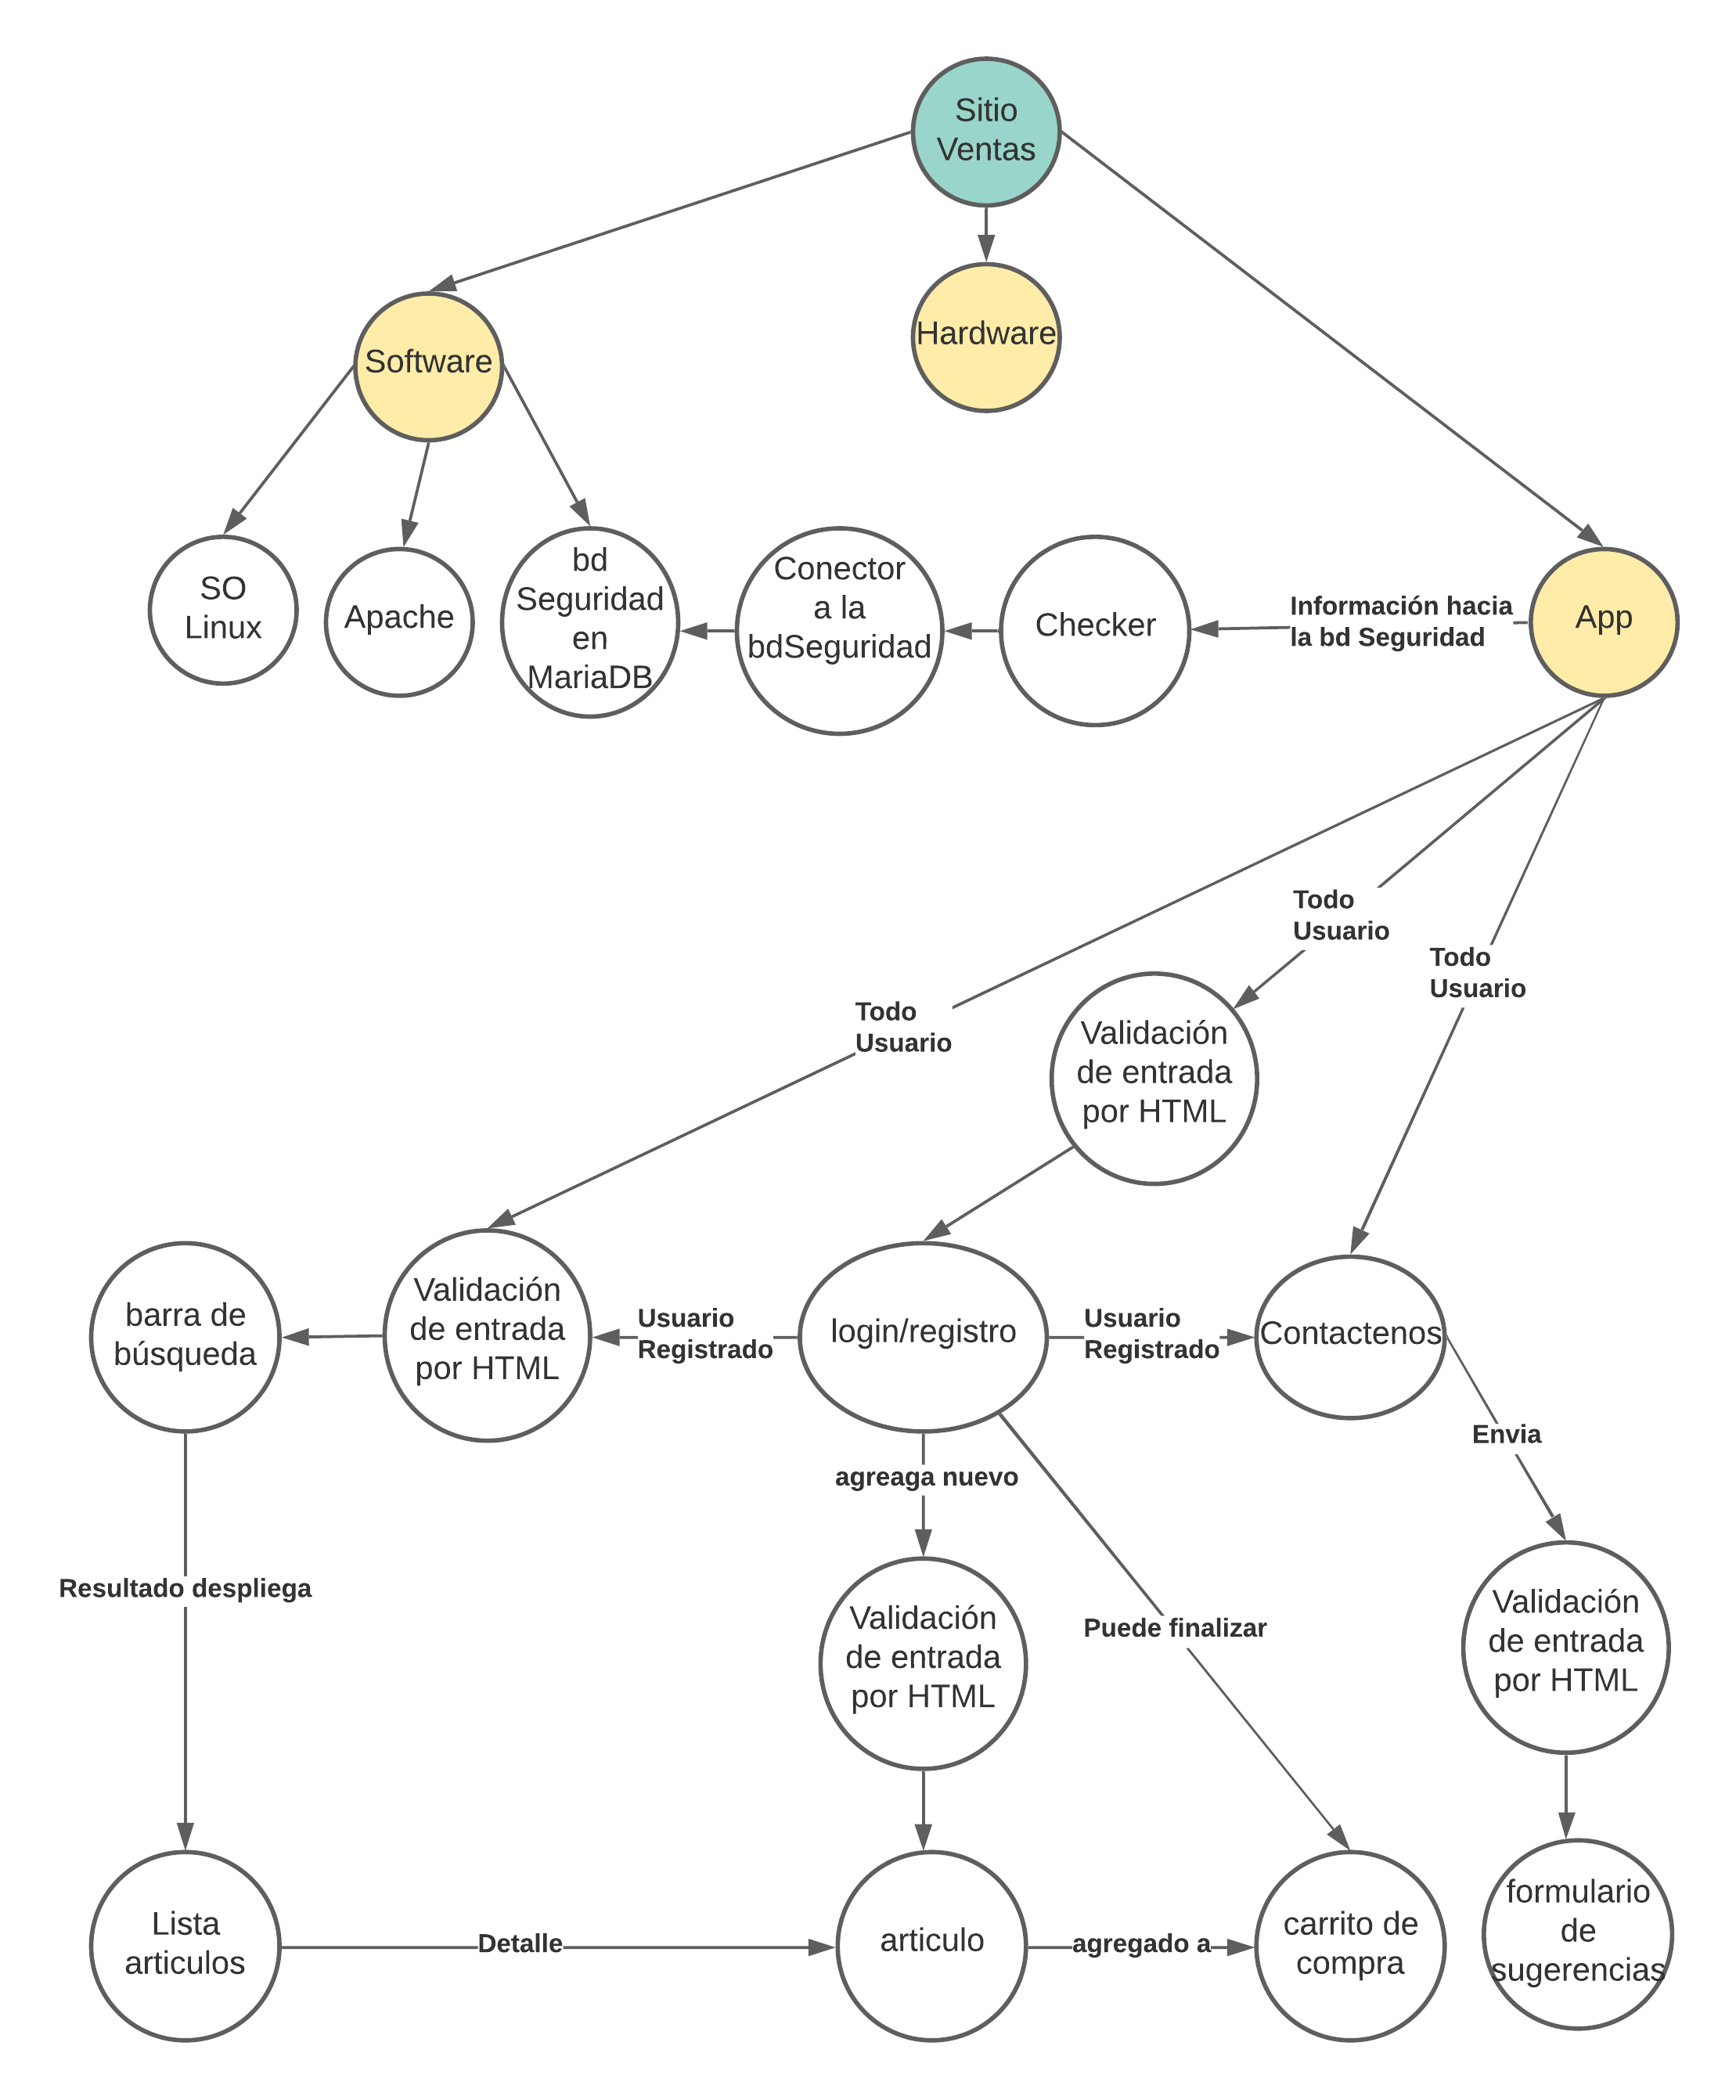 Sitio
Ventas
Hardware
Software
SO
Linux
Apache
bd
Seguridad
en
MariaDB
Conector
a la
bdSeguridad
Checker
Información hacia
la bd Seguridad
App
Todo
Usuario
Todo
Usuario
Todo
Usuario
Validación
de entrada
por HTML
barra de
búsqueda
Validación
de entrada
por HTML
Usuario
Registrado
login/registro
Usuario
Registrado
Contactenos
Envia
agreaga nuevo
Resultado despliega
Validación
de entrada
por HTML
Puede finalizar
Validación
de entrada
por HTML
Lista
articulos
Detalle
articulo
agregado a
carrito de
compra
formulario
de
sugerencias